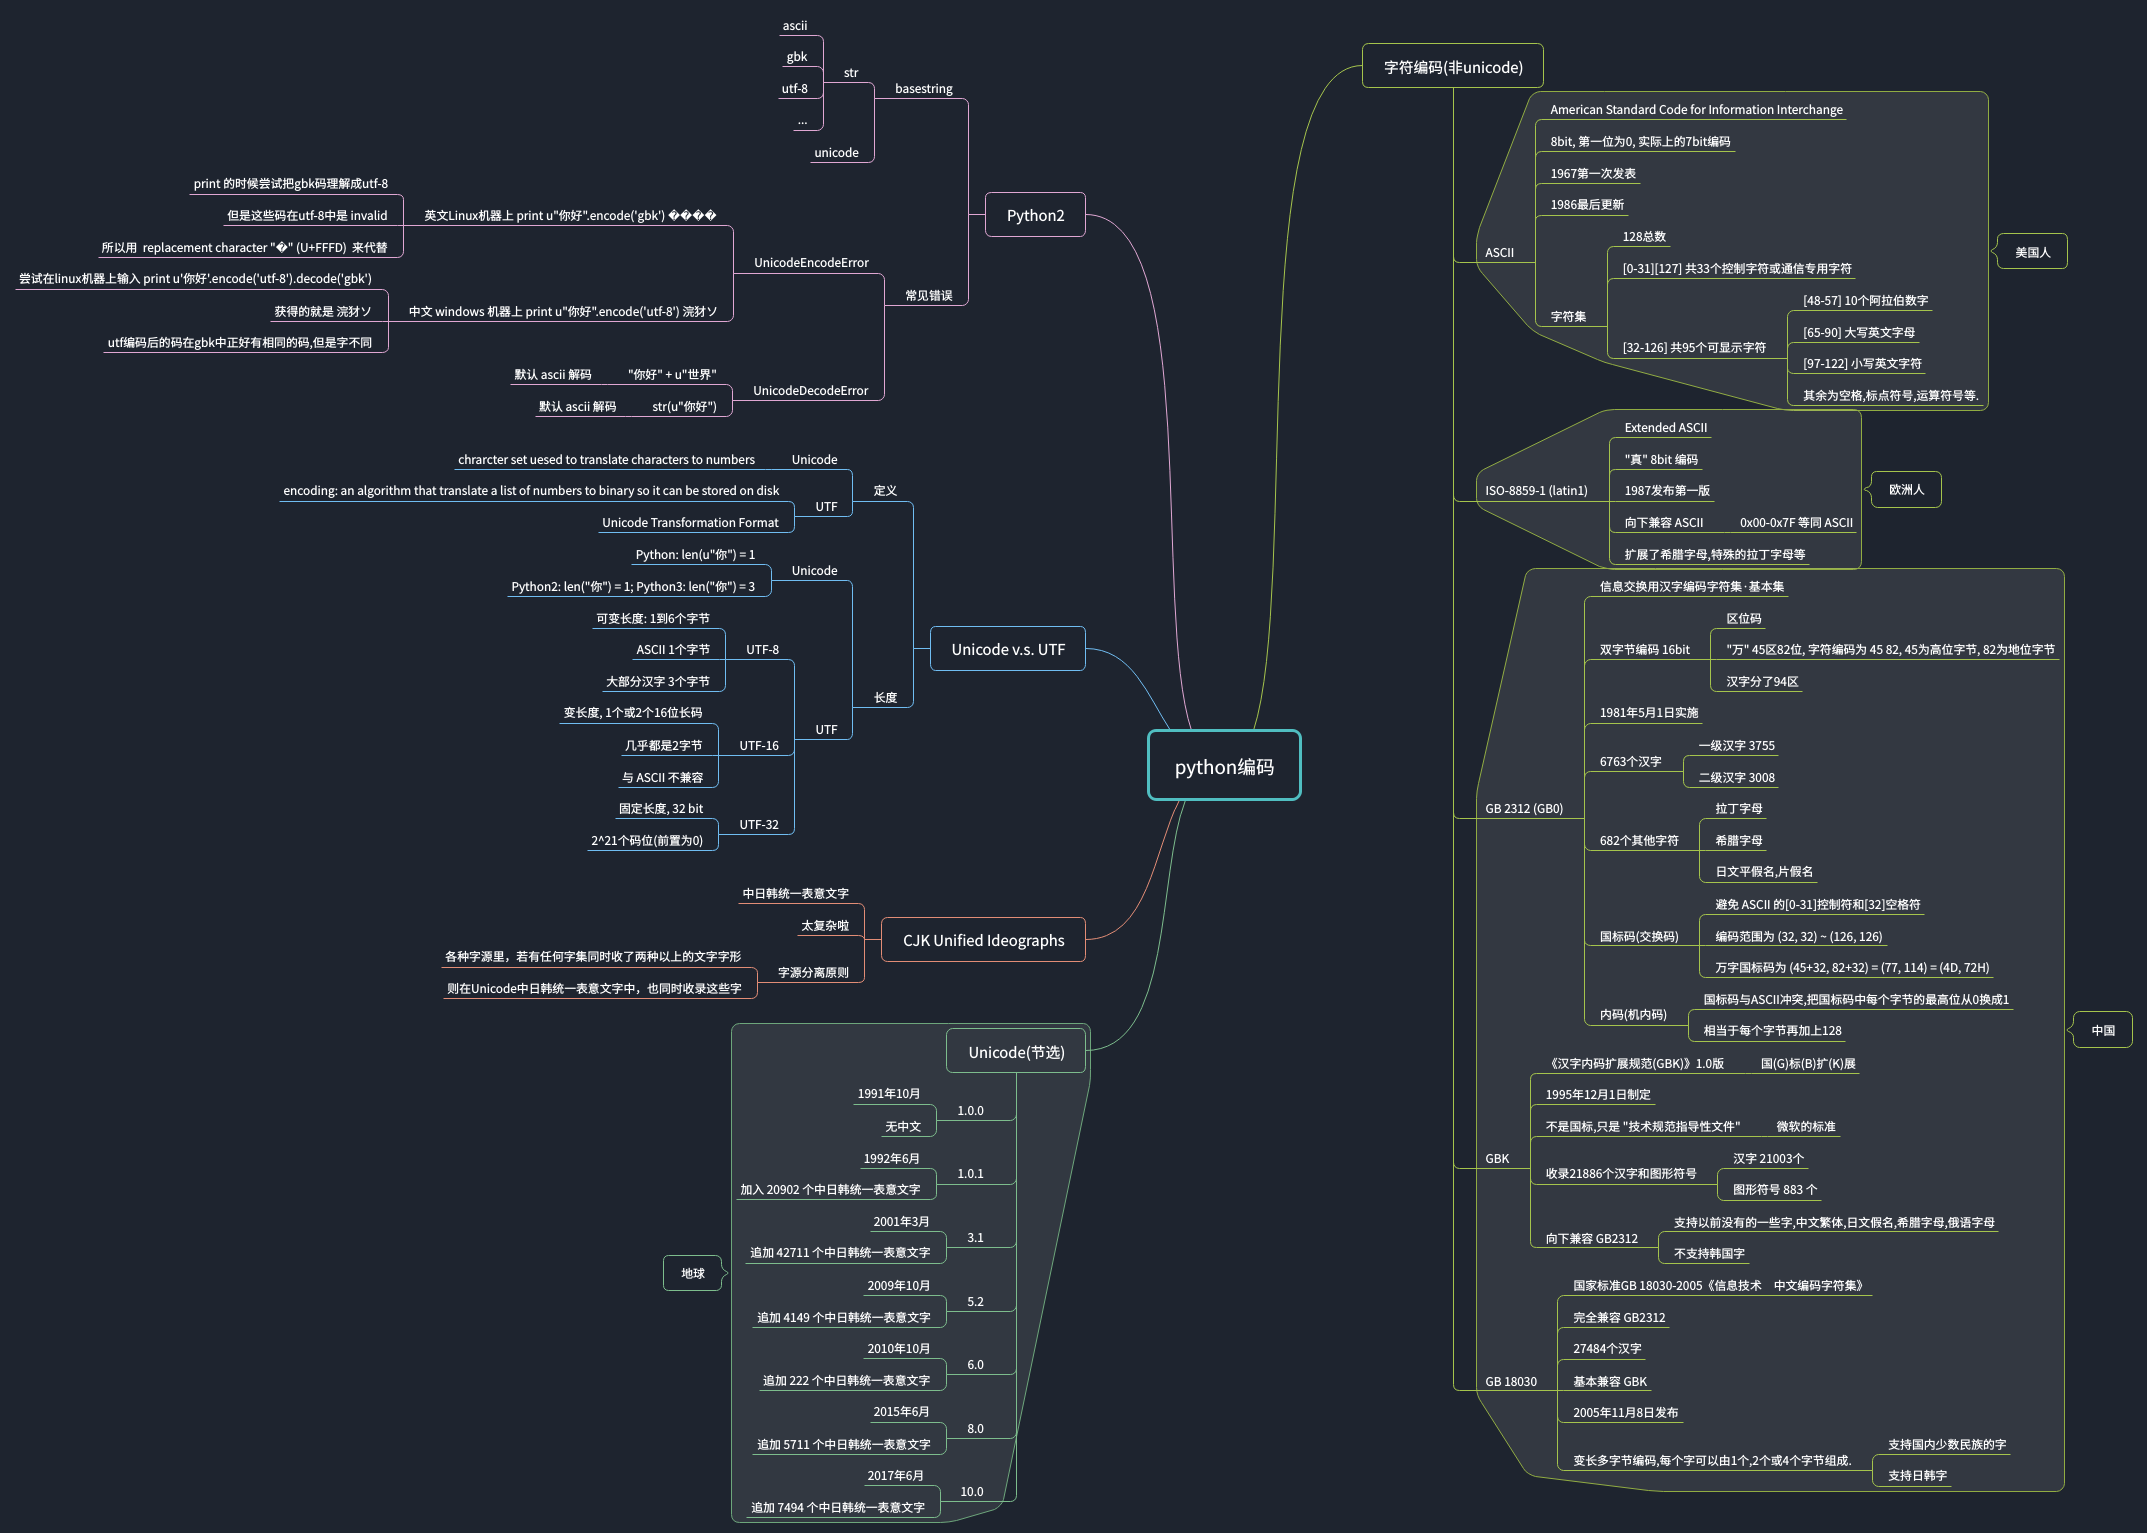 python编码
Python2
basestring
str
ascii
gbk
utf-8
...
unicode
常见错误
UnicodeEncodeError
英文Linux机器上 print u"你好".encode('gbk') ����
print 的时候尝试把gbk码理解成utf-8
但是这些码在utf-8中是 invalid
所以用 replacement character "�" (U+FFFD) 来代替
中文 windows 机器上 print u"你好".encode('utf-8') 浣犲ソ
尝试在linux机器上输入 print u'你好'.encode('utf-8').decode('gbk')
获得的就是 浣犲ソ
utf编码后的码在gbk中正好有相同的码,但是字不同
UnicodeDecodeError
"你好" + u"世界"
默认 ascii 解码
str(u"你好")
默认 ascii 解码
Unicode v.s. UTF
定义
Unicode
chrarcter set uesed to translate characters to numbers
UTF
encoding: an algorithm that translate a list of numbers to binary so it can be stored on disk
Unicode Transformation Format
长度
Unicode
Python: len(u"你") = 1
Python2: len("你") = 1; Python3: len("你") = 3
UTF
UTF-8
可变长度: 1到6个字节
ASCII 1个字节
大部分汉字 3个字节
UTF-16
变长度, 1个或2个16位长码
几乎都是2字节
与 ASCII 不兼容
UTF-32
固定长度, 32 bit
2^21个码位(前置为0)
CJK Unified Ideographs
中日韩统一表意文字
太复杂啦
字源分离原则
各种字源里，若有任何字集同时收了两种以上的文字字形
则在Unicode中日韩统一表意文字中，也同时收录这些字
Unicode(节选)
1.0.0
1991年10月
无中文
1.0.1
1992年6月
加入 20902 个中日韩统一表意文字
3.1
2001年3月
追加 42711 个中日韩统一表意文字
5.2
2009年10月
追加 4149 个中日韩统一表意文字
6.0
2010年10月
追加 222 个中日韩统一表意文字
8.0
2015年6月
追加 5711 个中日韩统一表意文字
10.0
2017年6月
追加 7494 个中日韩统一表意文字
地球
字符编码(非unicode)
ASCII
American Standard Code for Information Interchange
8bit, 第一位为0, 实际上的7bit编码
1967第一次发表
1986最后更新
字符集
128总数
[0-31][127] 共33个控制字符或通信专用字符
[32-126] 共95个可显示字符
[48-57] 10个阿拉伯数字
[65-90] 大写英文字母
[97-122] 小写英文字符
其余为空格,标点符号,运算符号等.
美国人
ISO-8859-1 (latin1)
Extended ASCII
"真" 8bit 编码
1987发布第一版
向下兼容 ASCII
0x00-0x7F 等同 ASCII
扩展了希腊字母,特殊的拉丁字母等
欧洲人
GB 2312 (GB0)
信息交换用汉字编码字符集·基本集
双字节编码 16bit
区位码
"万" 45区82位, 字符编码为 45 82, 45为高位字节, 82为地位字节
汉字分了94区
1981年5月1日实施
6763个汉字
一级汉字 3755
二级汉字 3008
682个其他字符
拉丁字母
希腊字母
日文平假名,片假名
国标码(交换码)
避免 ASCII 的[0-31]控制符和[32]空格符
编码范围为 (32, 32) ~ (126, 126)
万字国标码为 (45+32, 82+32) = (77, 114) = (4D, 72H)
内码(机内码)
国标码与ASCII冲突,把国标码中每个字节的最高位从0换成1
相当于每个字节再加上128
GBK
《汉字内码扩展规范(GBK)》1.0版
国(G)标(B)扩(K)展
1995年12月1日制定
不是国标,只是 "技术规范指导性文件"
微软的标准
收录21886个汉字和图形符号
汉字 21003个
图形符号 883 个
向下兼容 GB2312
支持以前没有的一些字,中文繁体,日文假名,希腊字母,俄语字母
不支持韩国字
GB 18030
国家标准GB 18030-2005《信息技术　中文编码字符集》
完全兼容 GB2312
27484个汉字
基本兼容 GBK
2005年11月8日发布
变长多字节编码,每个字可以由1个,2个或4个字节组成.
支持国内少数民族的字
支持日韩字
中国